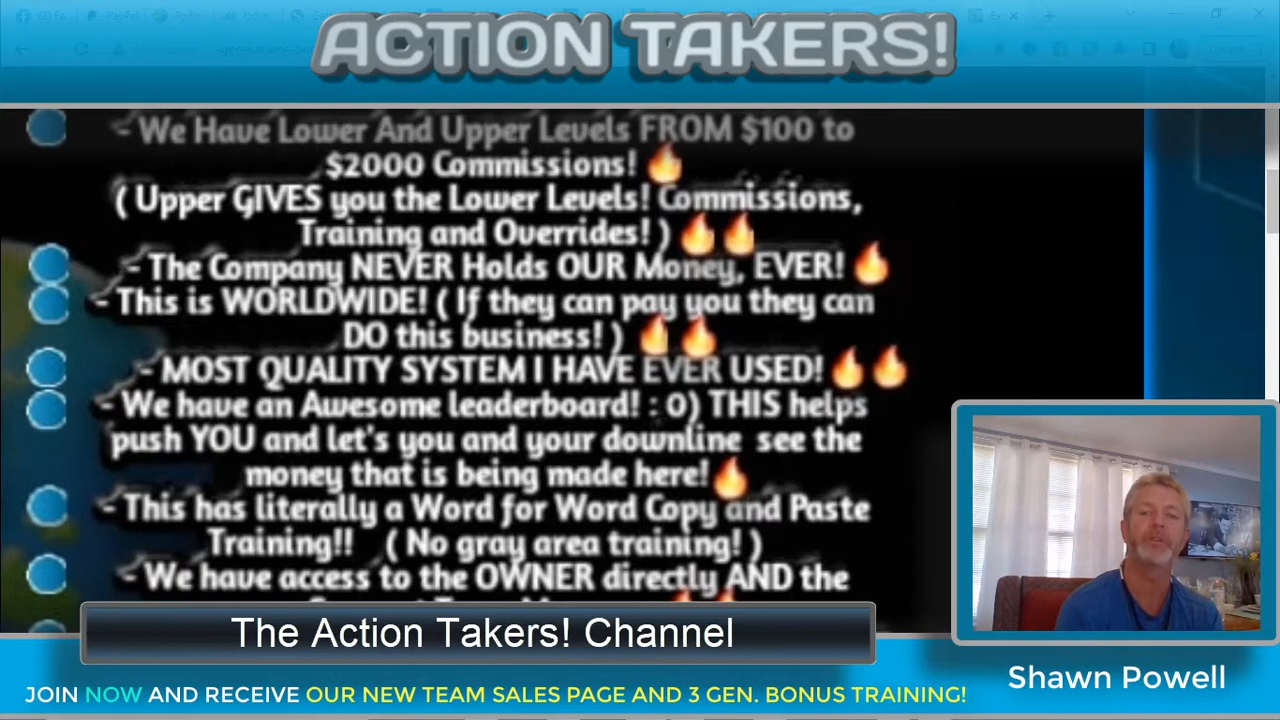 ACTION TAKERS!
- We Have Lower And Upper Levels FROM $100 to
$2000 Commissions! 🔥
( Upper GIVES you the Lower Levels! Commissions,
Training and Overrides! ) 🔥🔥
- The Company NEVER Holds OUR Money, EVER! 🔥
- This is WORLDWIDE! ( If they can pay you they can
DO this business! ) 🔥🔥
- MOST QUALITY SYSTEM I HAVE EVER USED! 🔥🔥
- We have an Awesome leaderboard! : 0) THIS helps
push YOU and let's you and your downline see the
money that is being made here! 🔥
- This has literally a Word for Word Copy and Paste
Training!! ( No gray area training! )
- We have access to the OWNER directly AND the
The Action Takers! Channel
Shawn Powell
JOIN NOW AND RECEIVE OUR NEW TEAM SALES PAGE AND 3 GEN. BONUS TRAINING!